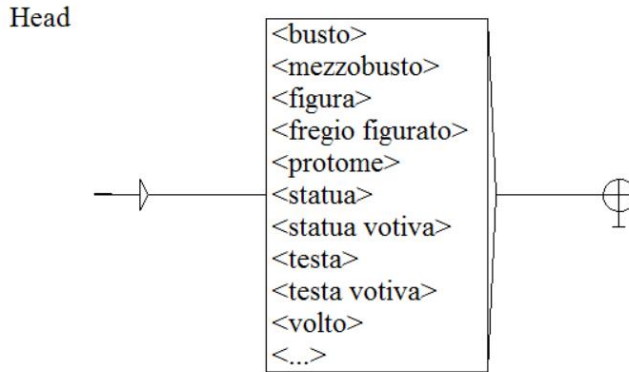 Head
<busto>
<mezzobusto>
<figura>
<fregio figurato>
<protome>
<statua>
<statua votiva>
<testa>
<testa votiva>
<volto>
<...>